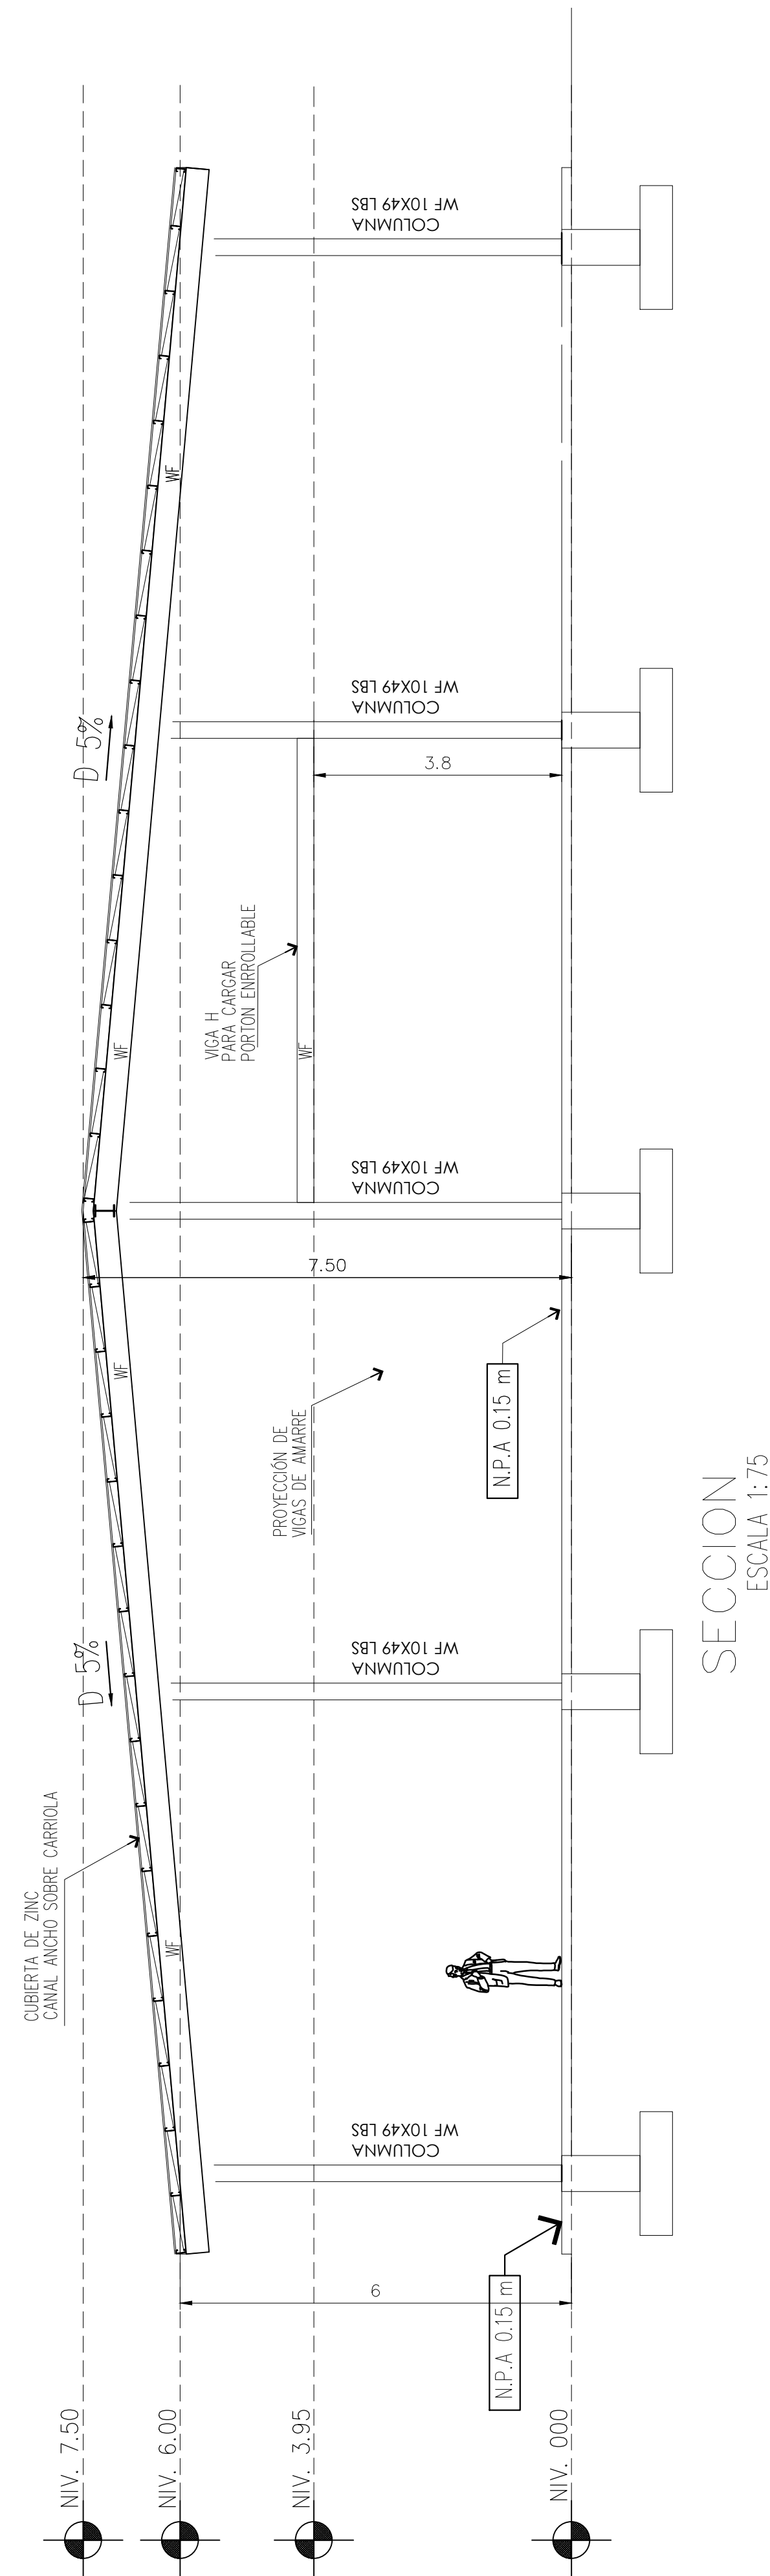 CUBIERTA DE ZINC
CANAL ANCHO SOBRE CARRIOLA
D 5%
D 5%
NIV. 7.50
NIV. 6.00
NIV. 3.95
NIV. 000
WF
WF
WF
WF
VIGA H
PARA CARGAR
PORTON ENRROLLABLE
WF
PROYECCIÓN DE
VIGAS DE AMARRE
7.50
6
3.8
COLUMNA
WF 10X49 LBS
COLUMNA
WF 10X49 LBS
COLUMNA
WF 10X49 LBS
COLUMNA
WF 10X49 LBS
COLUMNA
WF 10X49 LBS
N.P.A 0.15 m
N.P.A 0.15 m
SECCION
ESCALA 1:75